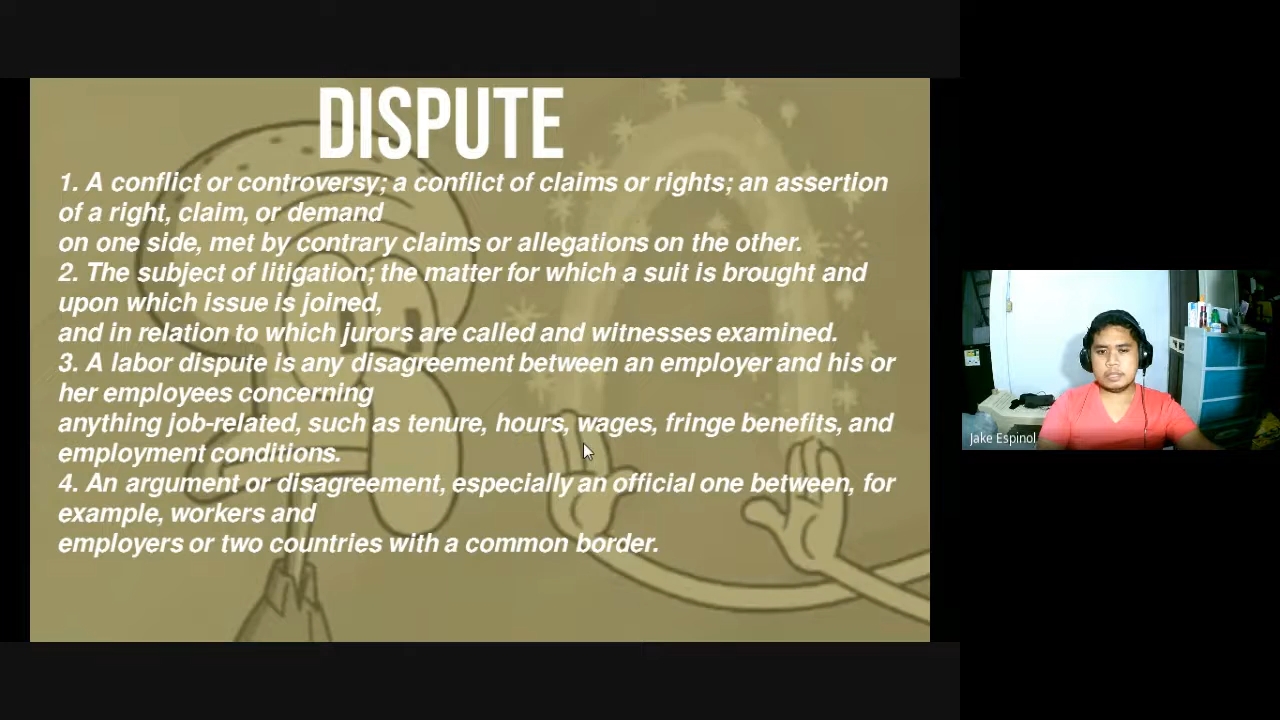 DISPUTE
1. A conflict or controversy; a conflict of claims or rights; an assertion
of a right, claim, or demand
on one side, met by contrary claims or allegations on the other.
2. The subject of litigation; the matter for which a suit is brought and
upon which issue is joined,
and in relation to which jurors are called and witnesses examined.
3. A labor dispute is any disagreement between an employer and his or
her employees concerning
anything job-related, such as tenure, hours, wages, fringe benefits, and
employment conditions.
4. An argument or disagreement, especially an official one between, for
example, workers and
employers or two countries with a common border.
Jake Espinol